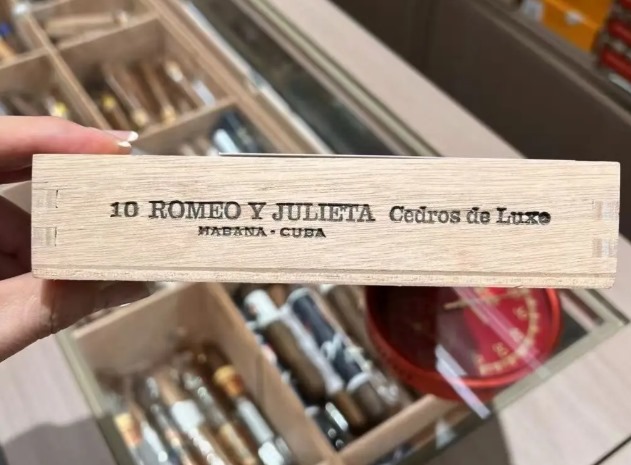 10 ROMEO Y JULIETA Cedros de Luxe
HABANA · CUBA